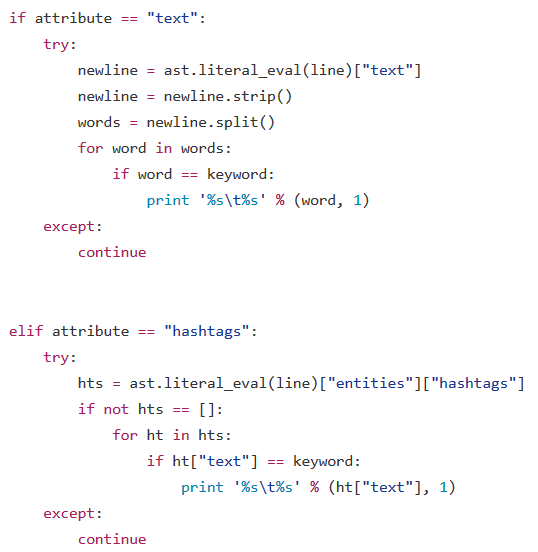 if attribute == "text":
    try:
        newline = ast.literal_eval(line)["text"]
        newline = newline.strip()
        words = newline.split()
        for word in words:
            if word == keyword:
                print '%s\t%s' % (word, 1)
    except:
        continue
elif attribute == "hashtags":
    try:
        hts = ast.literal_eval(line)["entities"]["hashtags"]
        if not hts == []:
            for ht in hts:
                if ht["text"] == keyword:
                    print '%s\t%s' % (ht["text"], 1)
    except:
        continue